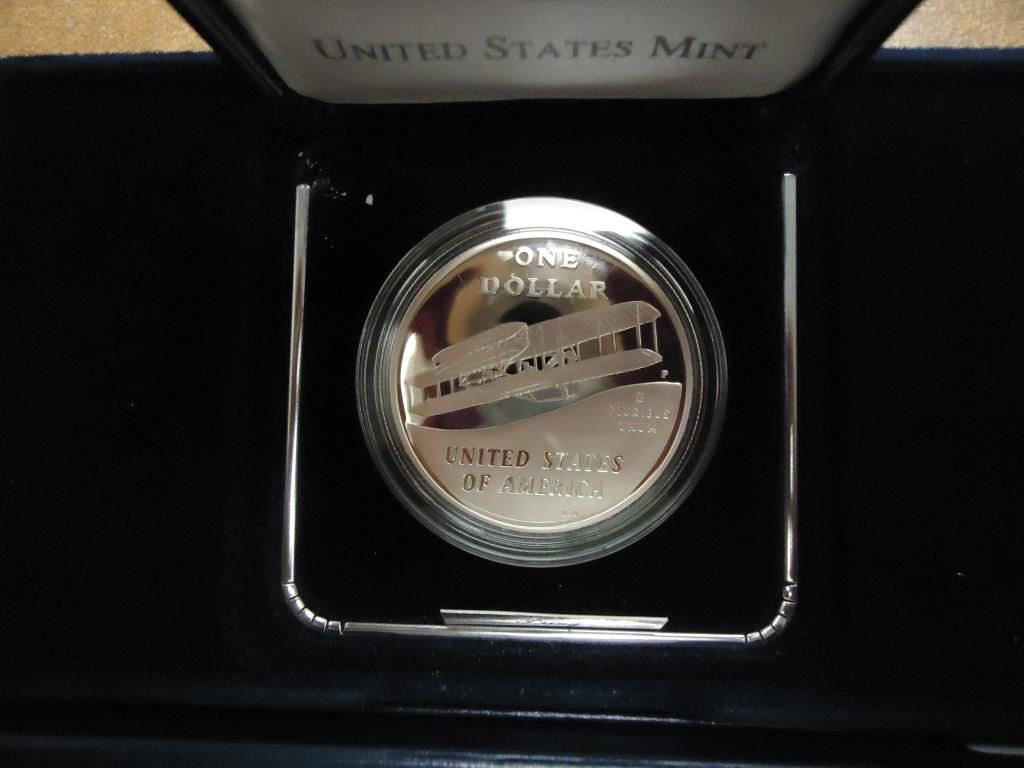 UNITED STATES MINT
ONE
DOLLAR
P
E
PLURIBUS
UNUM
UNITED STATES
OF AMERICA